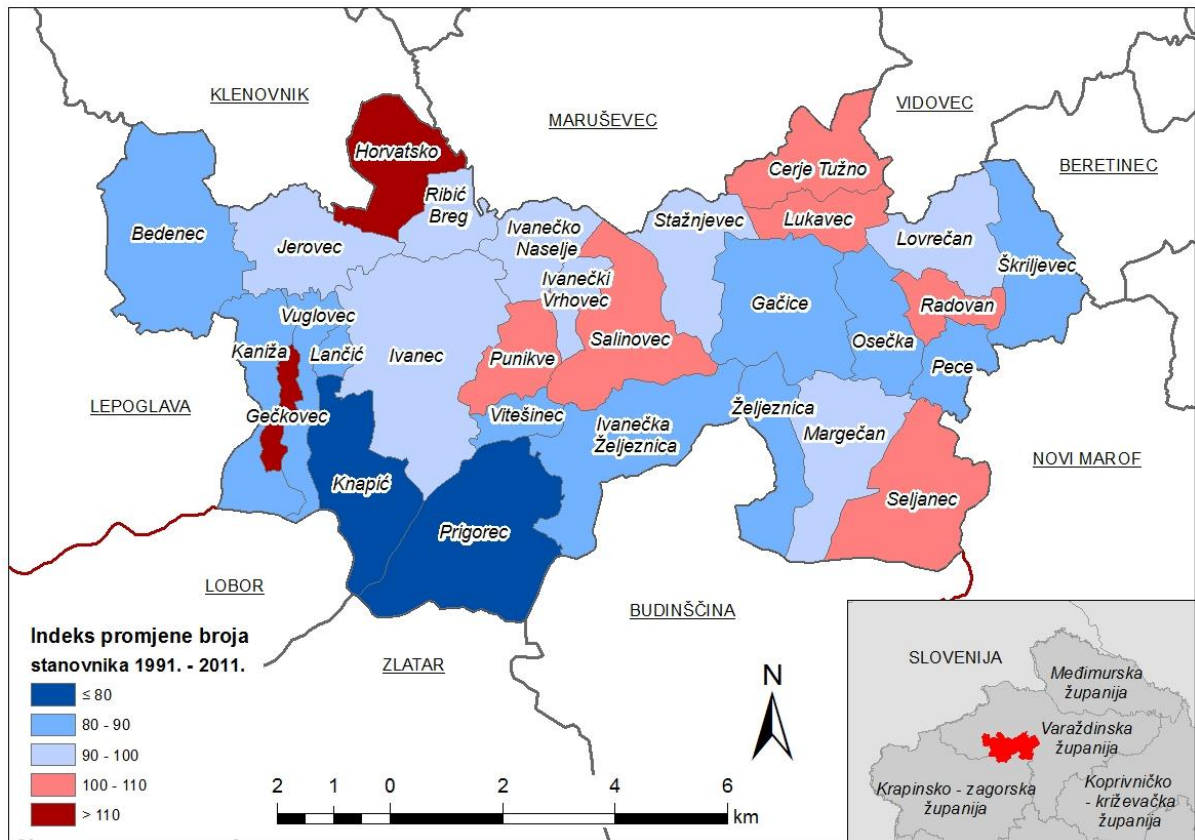 KLENOVNIK
MARUŠEVEC
VIDOVEC
BERETINEC
Horvatsko
Ribić
Breg
Cerje Tužno
Lukavec
Bedenec
Jerovec
Ivanečko
Naselje
Stažnjevec
Lovrečan
Škriljevec
Ivanečki
Vrhovec
Gačice
Radovan
Vuglovec
Kaniža
Lančić
Ivanec
Punikve
Salinovec
Osečka
Pece
LEPOGLAVA
Gečkovec
Vitešinec
Ivanečka
Željeznica
Željeznica
Margečan
NOVI MAROF
Knapić
Seljanec
Prigorec
LOBOR
BUDINŠČINA
ZLATAR
Indeks promjene broja
stanovnika 1991. - 2011.
≤ 80
80 - 90
90 - 100
100 - 110
> 110
N
2 1 0 2 4 6
km
SLOVENIJA
Međimurska
županija
Varaždinska
županija
Krapinsko - zagorska
županija
Koprivničko
- križevačka
županija